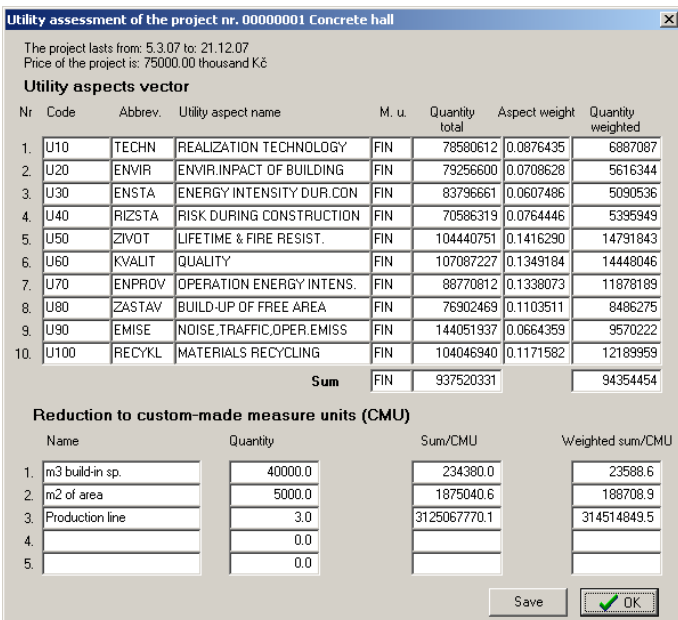 Utility assessment of the project nr. 00000001 Concrete hall
The project lasts from: 5.3.07 to: 21.12.07
Price of the project is: 75000.00 thousand Kč
Utility aspects vector
Nr Code Abbrev. Utility aspect name M. u. Quantity total Aspect weight Quantity weighted
1. U10 TECHN REALIZATION TECHNOLOGY FIN 78580612 0.0876435 6887087
2. U20 ENVIR ENVIR.INPACT OF BUILDING FIN 79256600 0.0708628 5616344
3. U30 ENSTA ENERGY INTENSITY DUR.CON FIN 83796661 0.0607486 5090536
4. U40 RIZSTA RISK DURING CONSTRUCTION FIN 70586319 0.0764446 5395949
5. U50 ZIVOT LIFETIME & FIRE RESIST. FIN 104440751 0.1416290 14791843
6. U60 KVALIT QUALITY FIN 107087227 0.1349184 14448046
7. U70 ENPROV OPERATION ENERGY INTENS. FIN 88770812 0.1338073 11878189
8. U80 ZASTAV BUILD-UP OF FREE AREA FIN 76902469 0.1103511 8486275
9. U90 EMISE NOISE,TRAFFIC,OPER.EMISS FIN 144051937 0.0664359 9570222
10. U100 RECYKL MATERIALS RECYCLING FIN 104046940 0.1171582 12189959
Sum FIN 937520331 94354454
Reduction to custom-made measure units (CMU)
Name Quantity Sum/CMU Weighted sum/CMU
1. m3 build-in sp. 40000.0 234380.0 23588.6
2. m2 of area 5000.0 1875040.6 188708.9
3. Production line 3.0 3125067770.1 314514849.5
4. 0.0
5. 0.0
Save OK